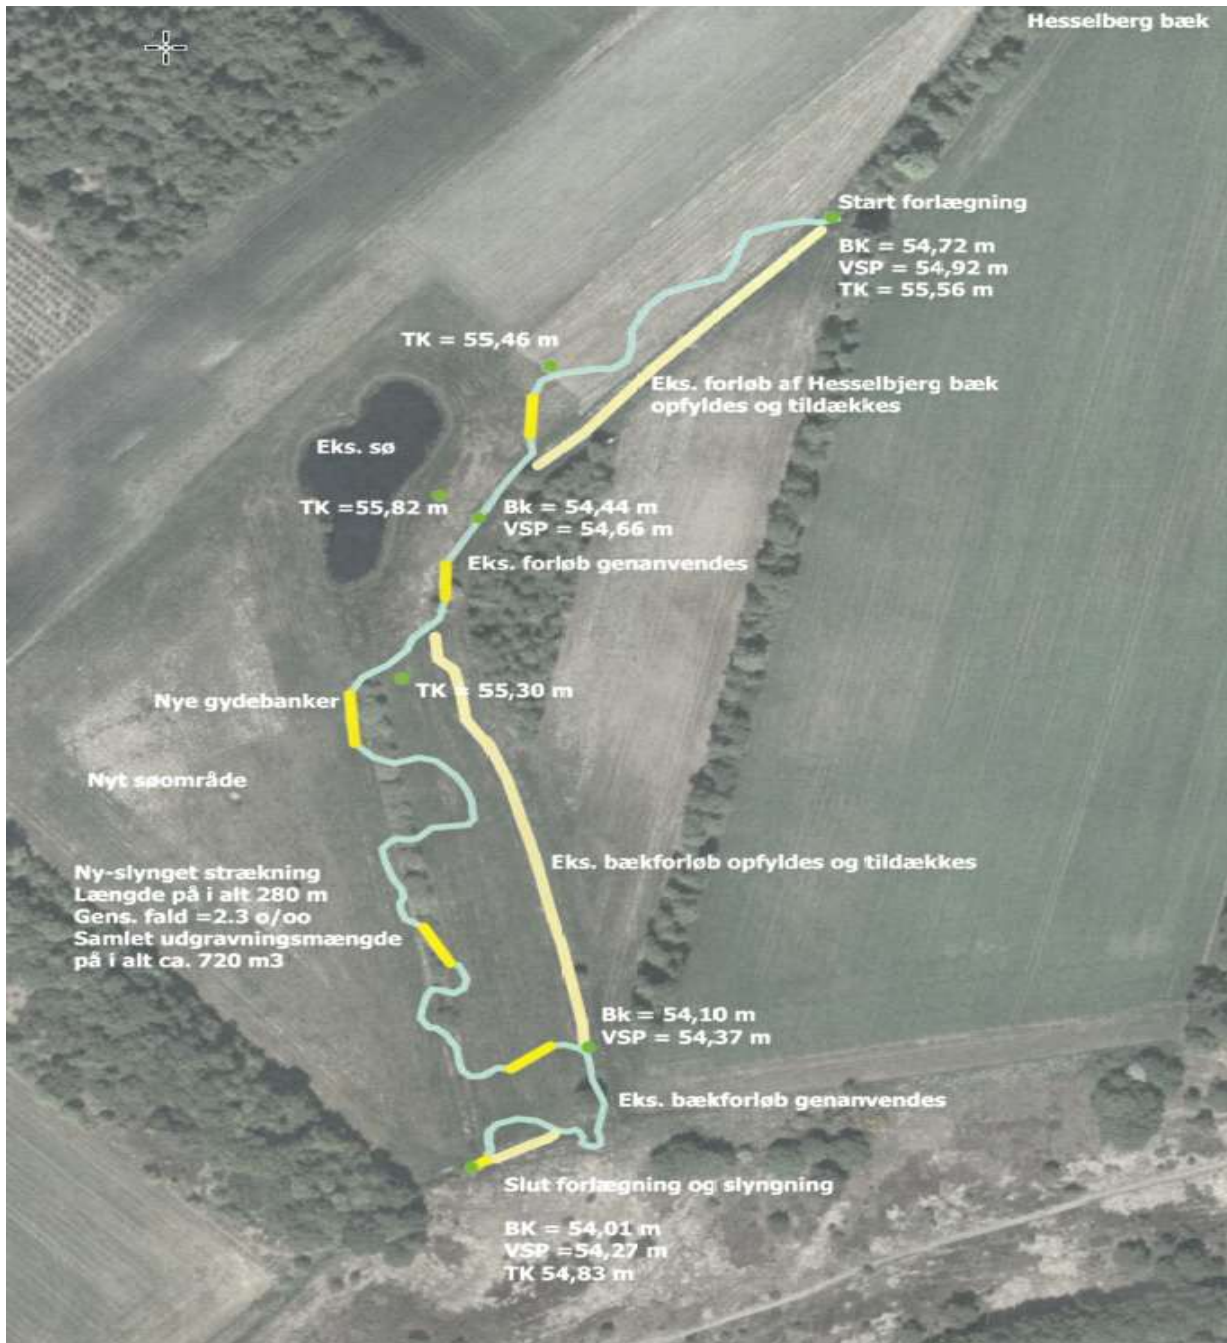 Hesselberg bæk
Start forlægning
BK = 54,72 m
VSP = 54,92 m
TK = 55,56 m
TK = 55,46 m
Eks. forløb af Hesselbjerg bæk
opfyldes og tildækkes
Eks. sø
TK =55,82 m
Bk = 54,44 m
VSP = 54,66 m
Eks. forløb genanvendes
TK = 55,30 m
Nye gydebanker
Nyt søområde
Eks. bækforløb opfyldes og tildækkes
Ny-slynget strækning
Længde på i alt 280 m
Gens. fald =2.3 o/oo
Samlet udgravningsmængde
på i alt ca. 720 m3
Bk = 54,10 m
VSP = 54,37 m
Eks. bækforløb genanvendes
Slut forlægning og slyngning
BK = 54,01 m
VSP =54,27 m
TK 54,83 m